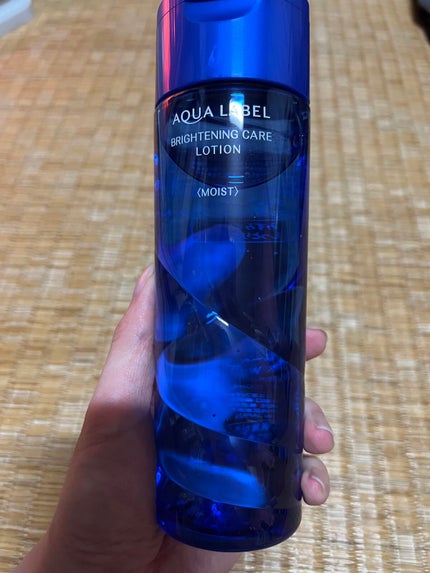 AQUA LABEL
BRIGHTENING CARE
LOTION
〈MOIST〉